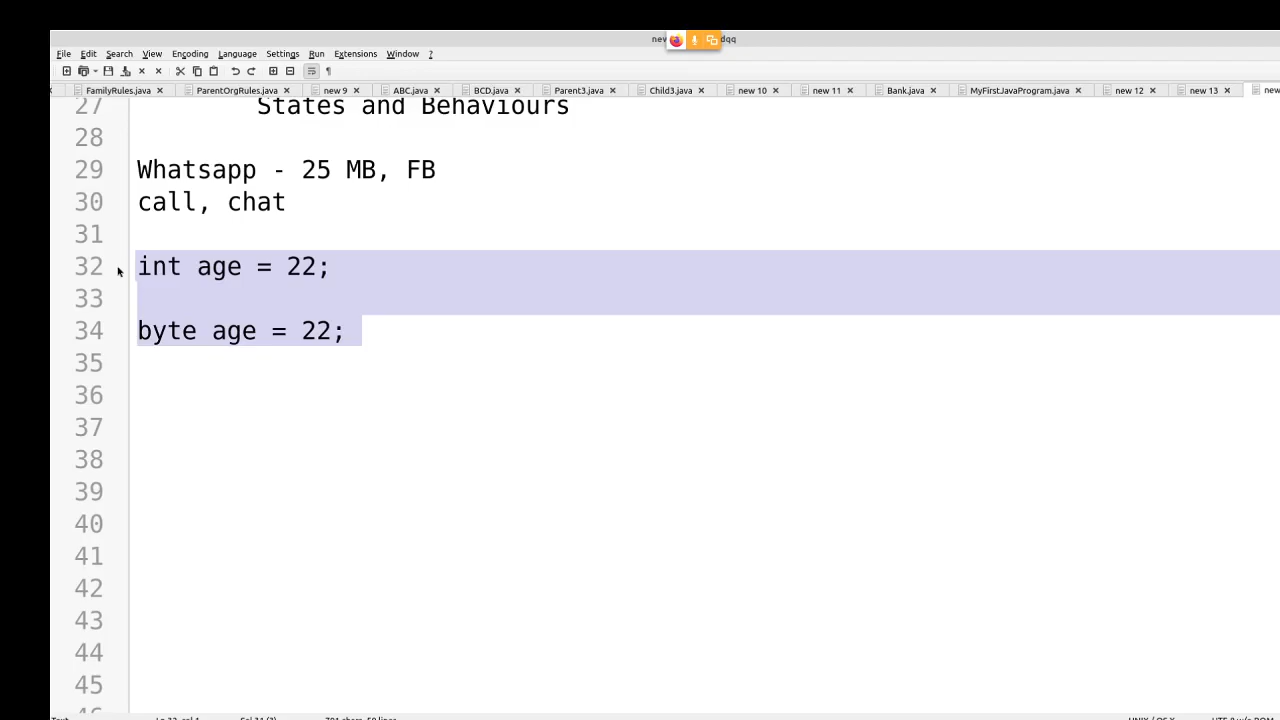 new dqq
File Edit Search View Encoding Language Settings Run Extensions Window ?
FamilyRules.java ParentOrgRules.java new 9 ABC.java BCD.java Parent3.java Child3.java new 10 new 11 Bank.java MyFirstJavaProgram.java new 12 new 13 new
27 States and Behaviours
28
29 Whatsapp - 25 MB, FB
30 call, chat
31
32 int age = 22;
33
34 byte age = 22;
35
36
37
38
39
40
41
42
43
44
45